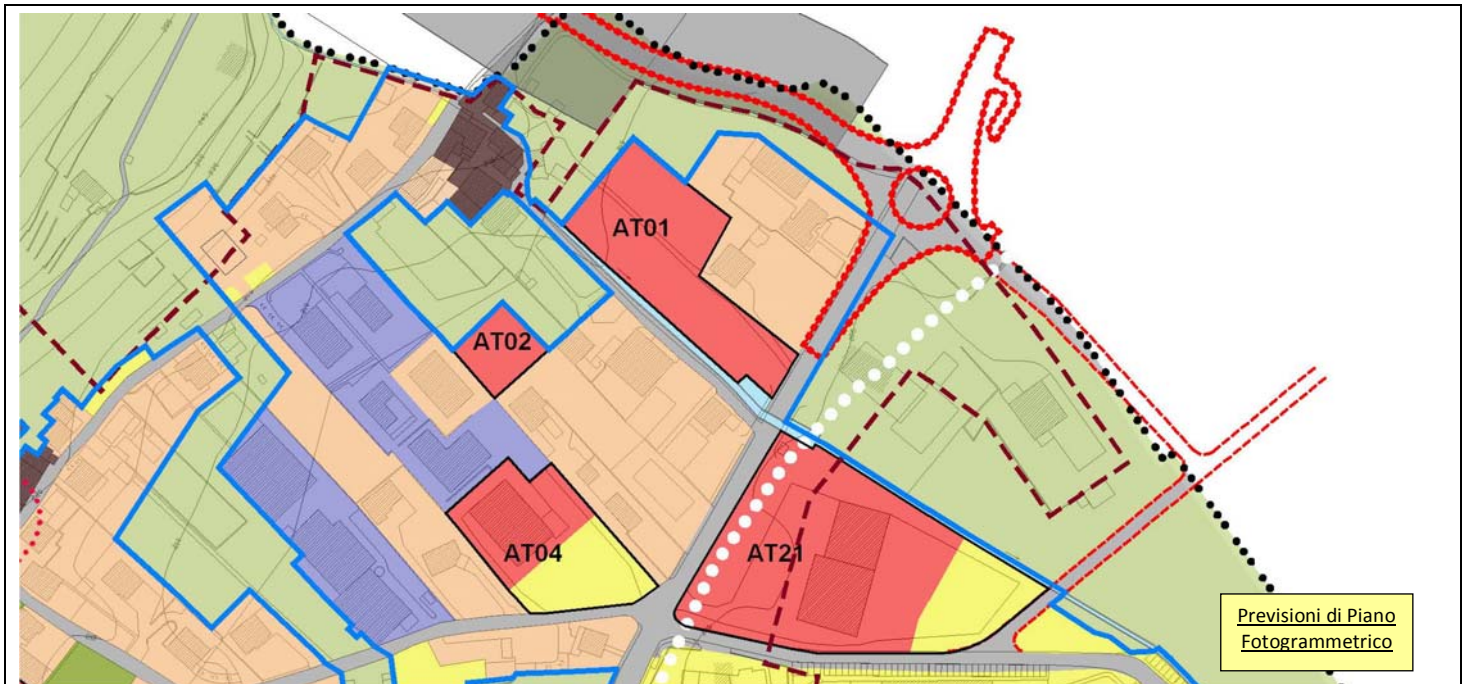 AT01
AT02
AT04
AT21
Previsioni di Piano
Fotogrammetrico